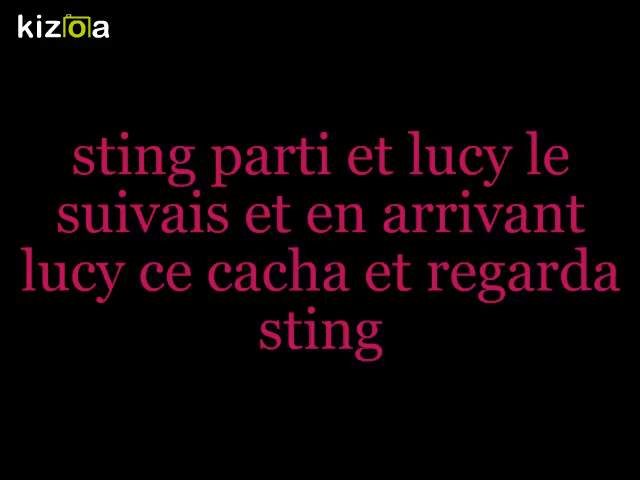 kizoa
sting parti et lucy le
suivais et en arrivant
lucy ce cacha et regarda
sting